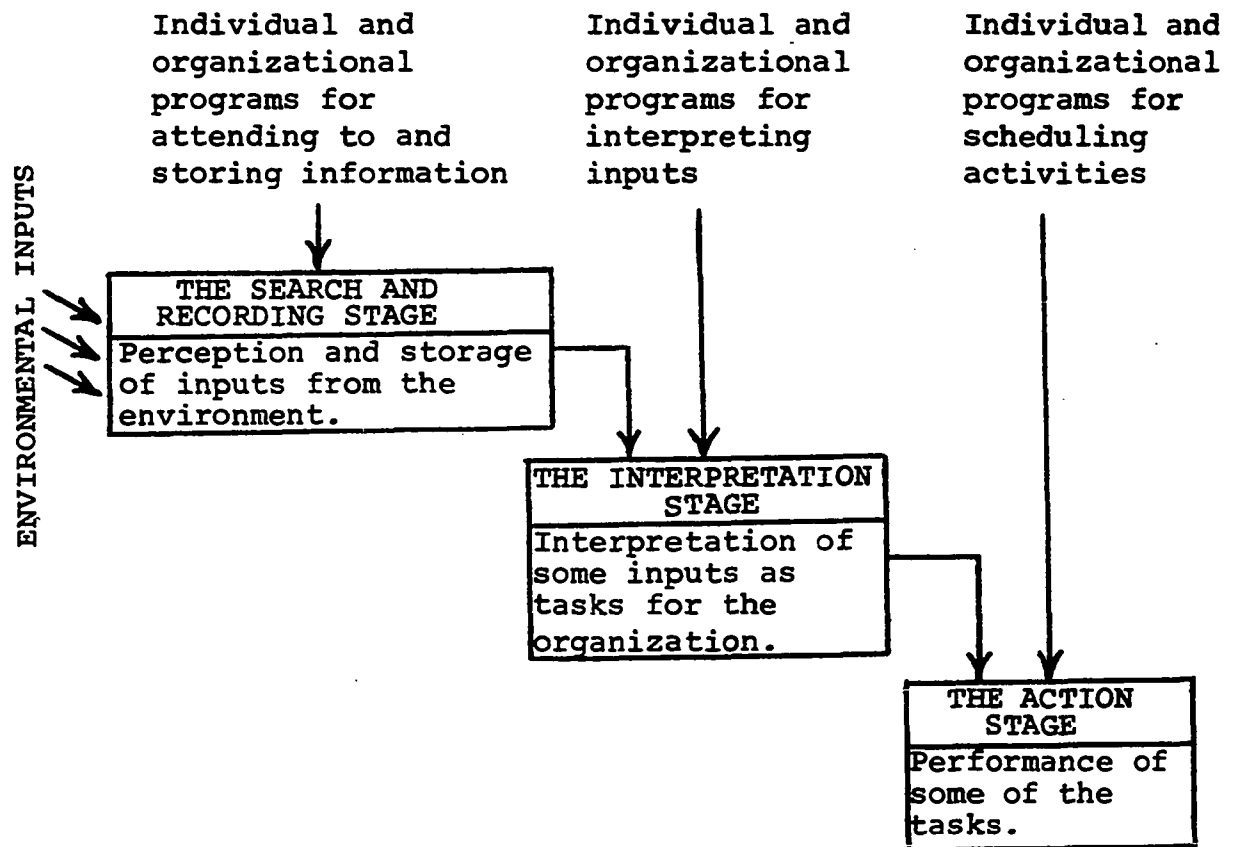 Individual and
organizational
programs for
attending to and
storing information
Individual and
organizational
programs for
interpreting
inputs
Individual and
organizational
programs for
scheduling
activities
ENVIRONMENTAL INPUTS
THE SEARCH AND
RECORDING STAGE
Perception and storage
of inputs from the
environment.
THE INTERPRETATION
STAGE
Interpretation of
some inputs as
tasks for the
organization.
THE ACTION
STAGE
Performance of
some of the
tasks.